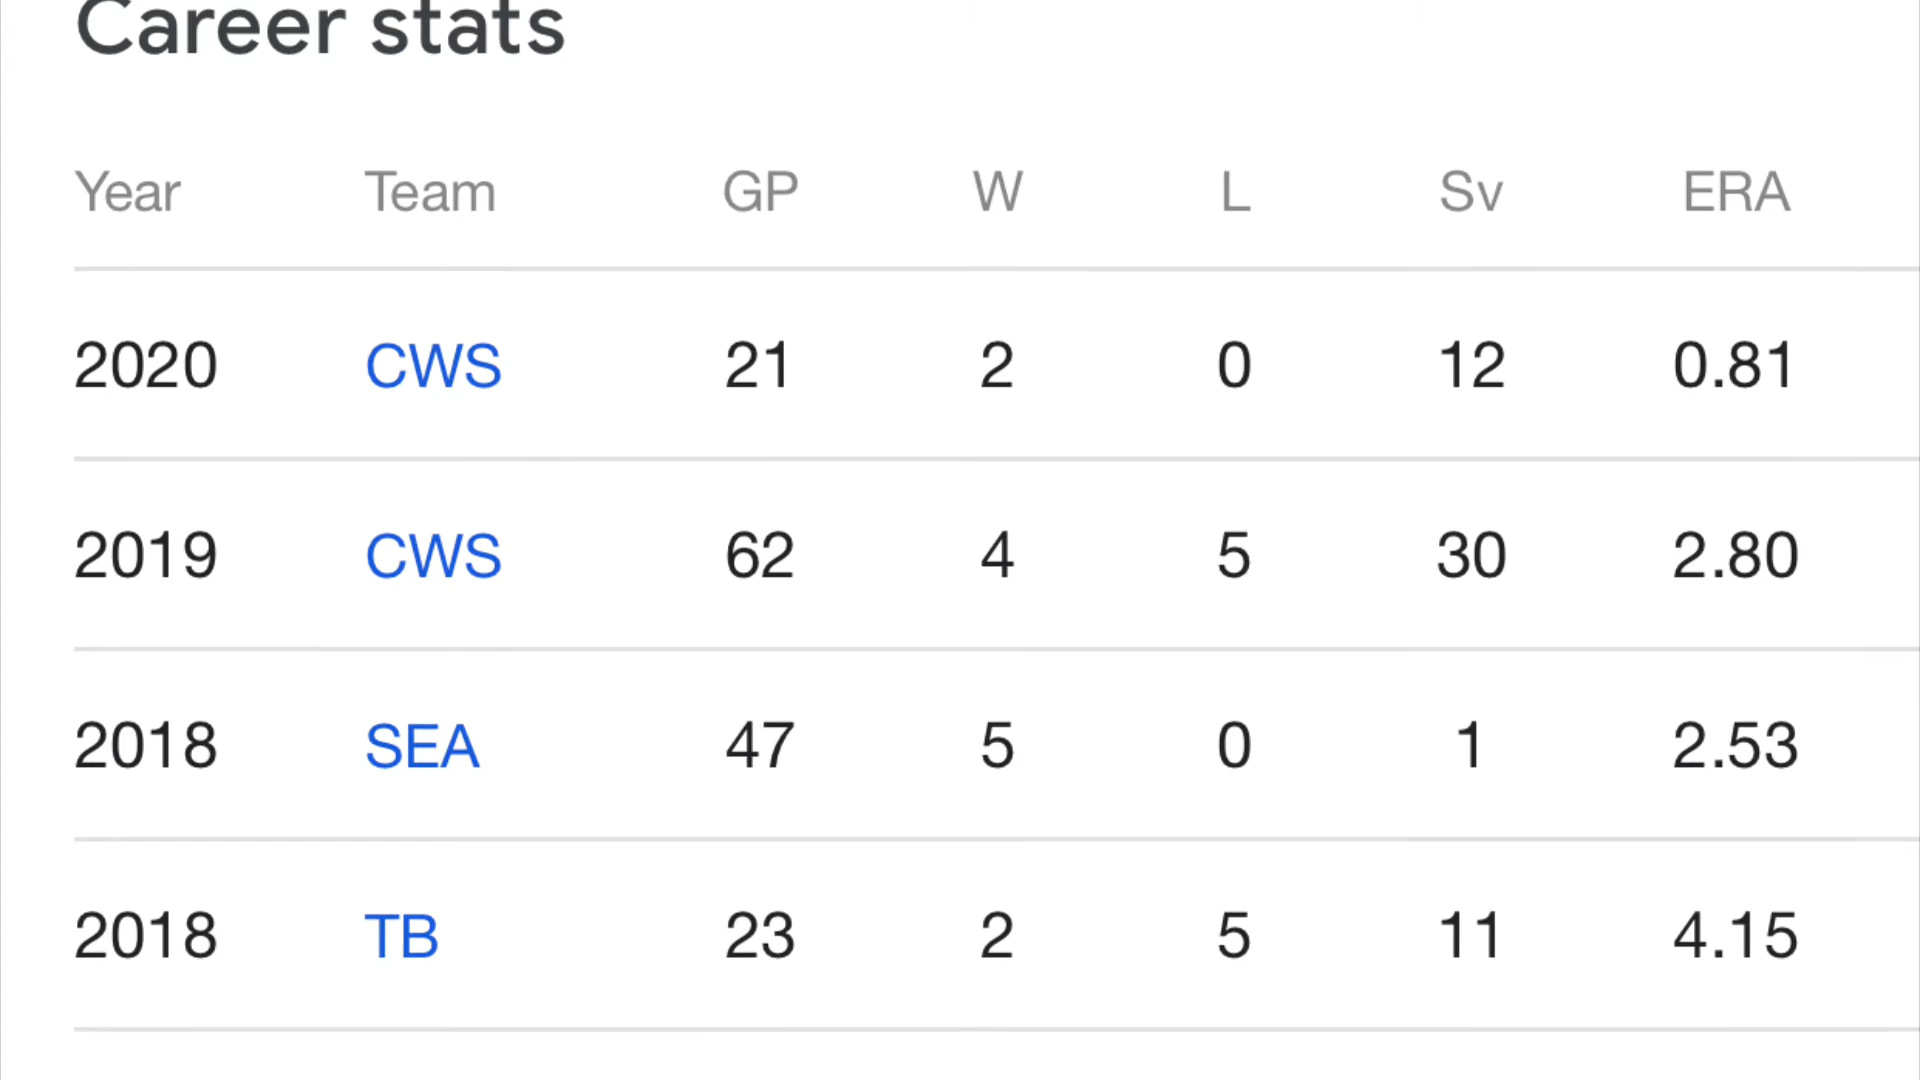 Career stats
Year Team GP W L Sv ERA
2020 CWS 21 2 0 12 0.81
2019 CWS 62 4 5 30 2.80
2018 SEA 47 5 0 1 2.53
2018 TB 23 2 5 11 4.15